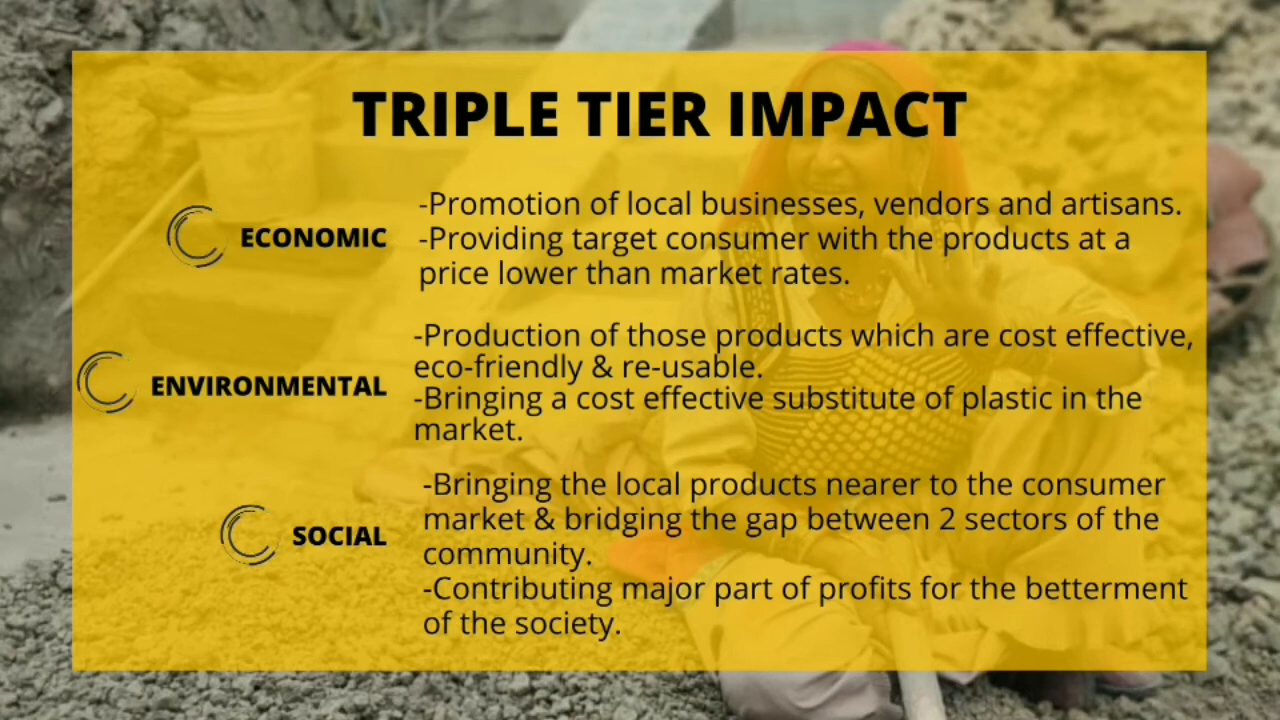 TRIPLE TIER IMPACT
ECONOMIC
-Promotion of local businesses, vendors and artisans.
-Providing target consumer with the products at a
price lower than market rates.
ENVIRONMENTAL
-Production of those products which are cost effective,
eco-friendly & re-usable.
-Bringing a cost effective substitute of plastic in the
market.
SOCIAL
-Bringing the local products nearer to the consumer
market & bridging the gap between 2 sectors of the
community.
-Contributing major part of profits for the betterment
of the society.